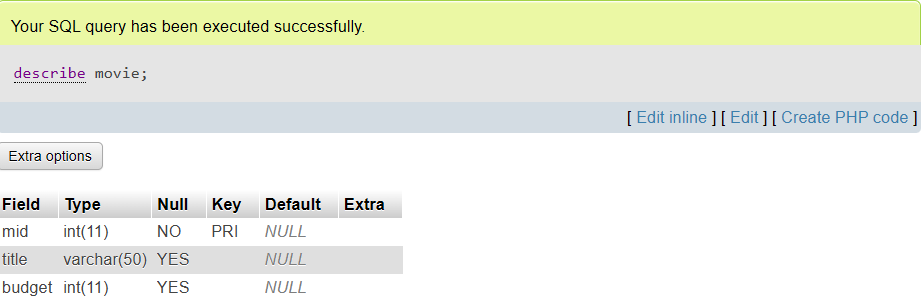 Your SQL query has been executed successfully.
describe movie;
[ Edit inline ] [ Edit ] [ Create PHP code ]
Extra options
Field Type Null Key Default Extra
mid int(11) NO PRI NULL
title varchar(50) YES NULL
budget int(11) YES NULL